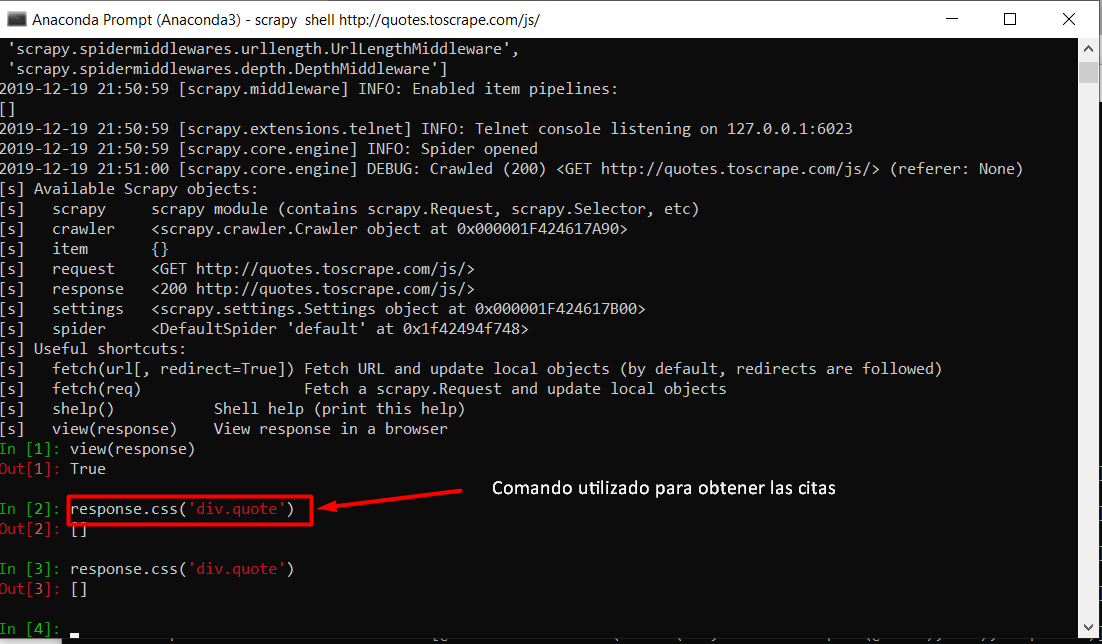 Anaconda Prompt (Anaconda3) - scrapy  shell http://quotes.toscrape.com/js/
 'scrapy.spidermiddlewares.urllength.UrlLengthMiddleware',
 'scrapy.spidermiddlewares.depth.DepthMiddleware']
2019-12-19 21:50:59 [scrapy.middleware] INFO: Enabled item pipelines:
[]
2019-12-19 21:50:59 [scrapy.extensions.telnet] INFO: Telnet console listening on 127.0.0.1:6023
2019-12-19 21:50:59 [scrapy.core.engine] INFO: Spider opened
2019-12-19 21:51:00 [scrapy.core.engine] DEBUG: Crawled (200) <GET http://quotes.toscrape.com/js/> (referer: None)
[s] Available Scrapy objects:
[s]   scrapy     scrapy module (contains scrapy.Request, scrapy.Selector, etc)
[s]   crawler    <scrapy.crawler.Crawler object at 0x000001F424617A90>
[s]   item       {}
[s]   request    <GET http://quotes.toscrape.com/js/>
[s]   response   <200 http://quotes.toscrape.com/js/>
[s]   settings   <scrapy.settings.Settings object at 0x000001F424617B00>
[s]   spider     <DefaultSpider 'default' at 0x1f42494f748>
[s] Useful shortcuts:
[s]   fetch(url[, redirect=True]) Fetch URL and update local objects (by default, redirects are followed)
[s]   fetch(req)                  Fetch a scrapy.Request and update local objects
[s]   shelp()           Shell help (print this help)
[s]   view(response)    View response in a browser
In [1]: view(response)
Out[1]: True
Comando utilizado para obtener las citas
In [2]: response.css('div.quote')
Out[2]: []
In [3]: response.css('div.quote')
Out[3]: []
In [4]: